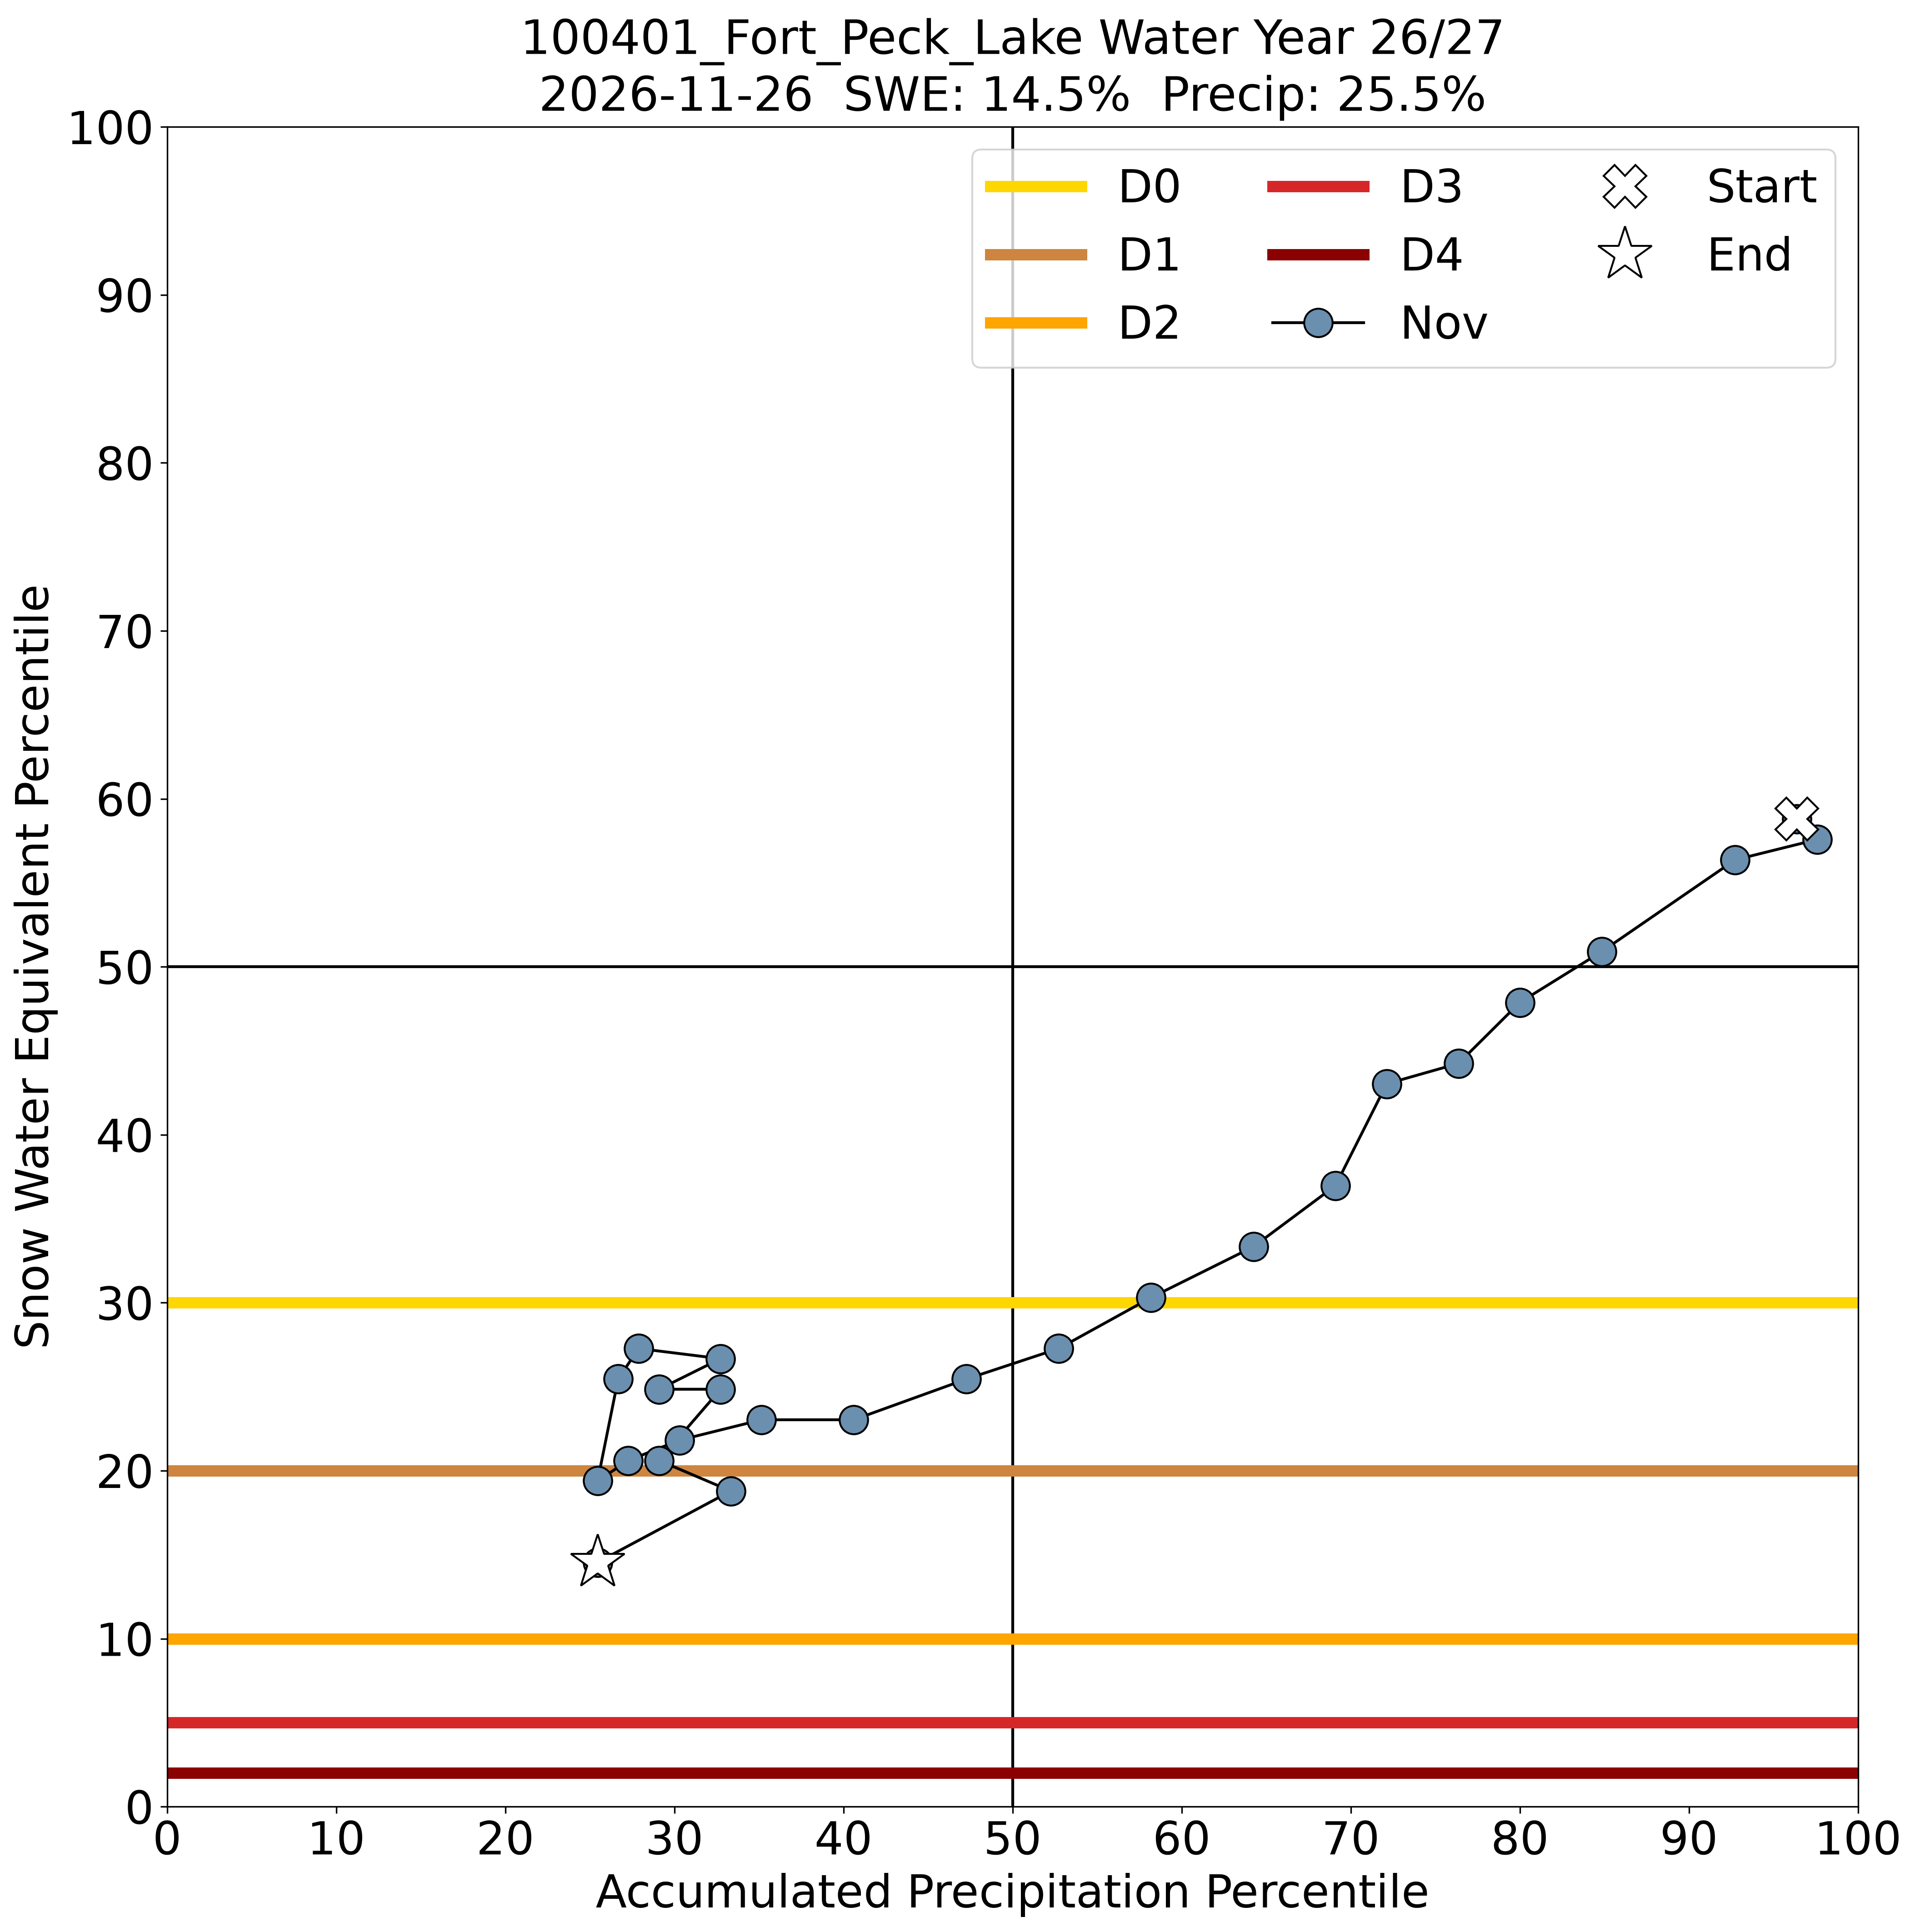 100401_Fort_Peck_Lake Water Year 26/27
2026-11-26  SWE: 14.5%  Precip: 25.5%
D0
D1
D2
D3
D4
Nov
Start
End
Snow Water Equivalent Percentile
100
90
80
70
60
50
40
30
20
10
0
0 10 20 30 40 50 60 70 80 90 100
Accumulated Precipitation Percentile